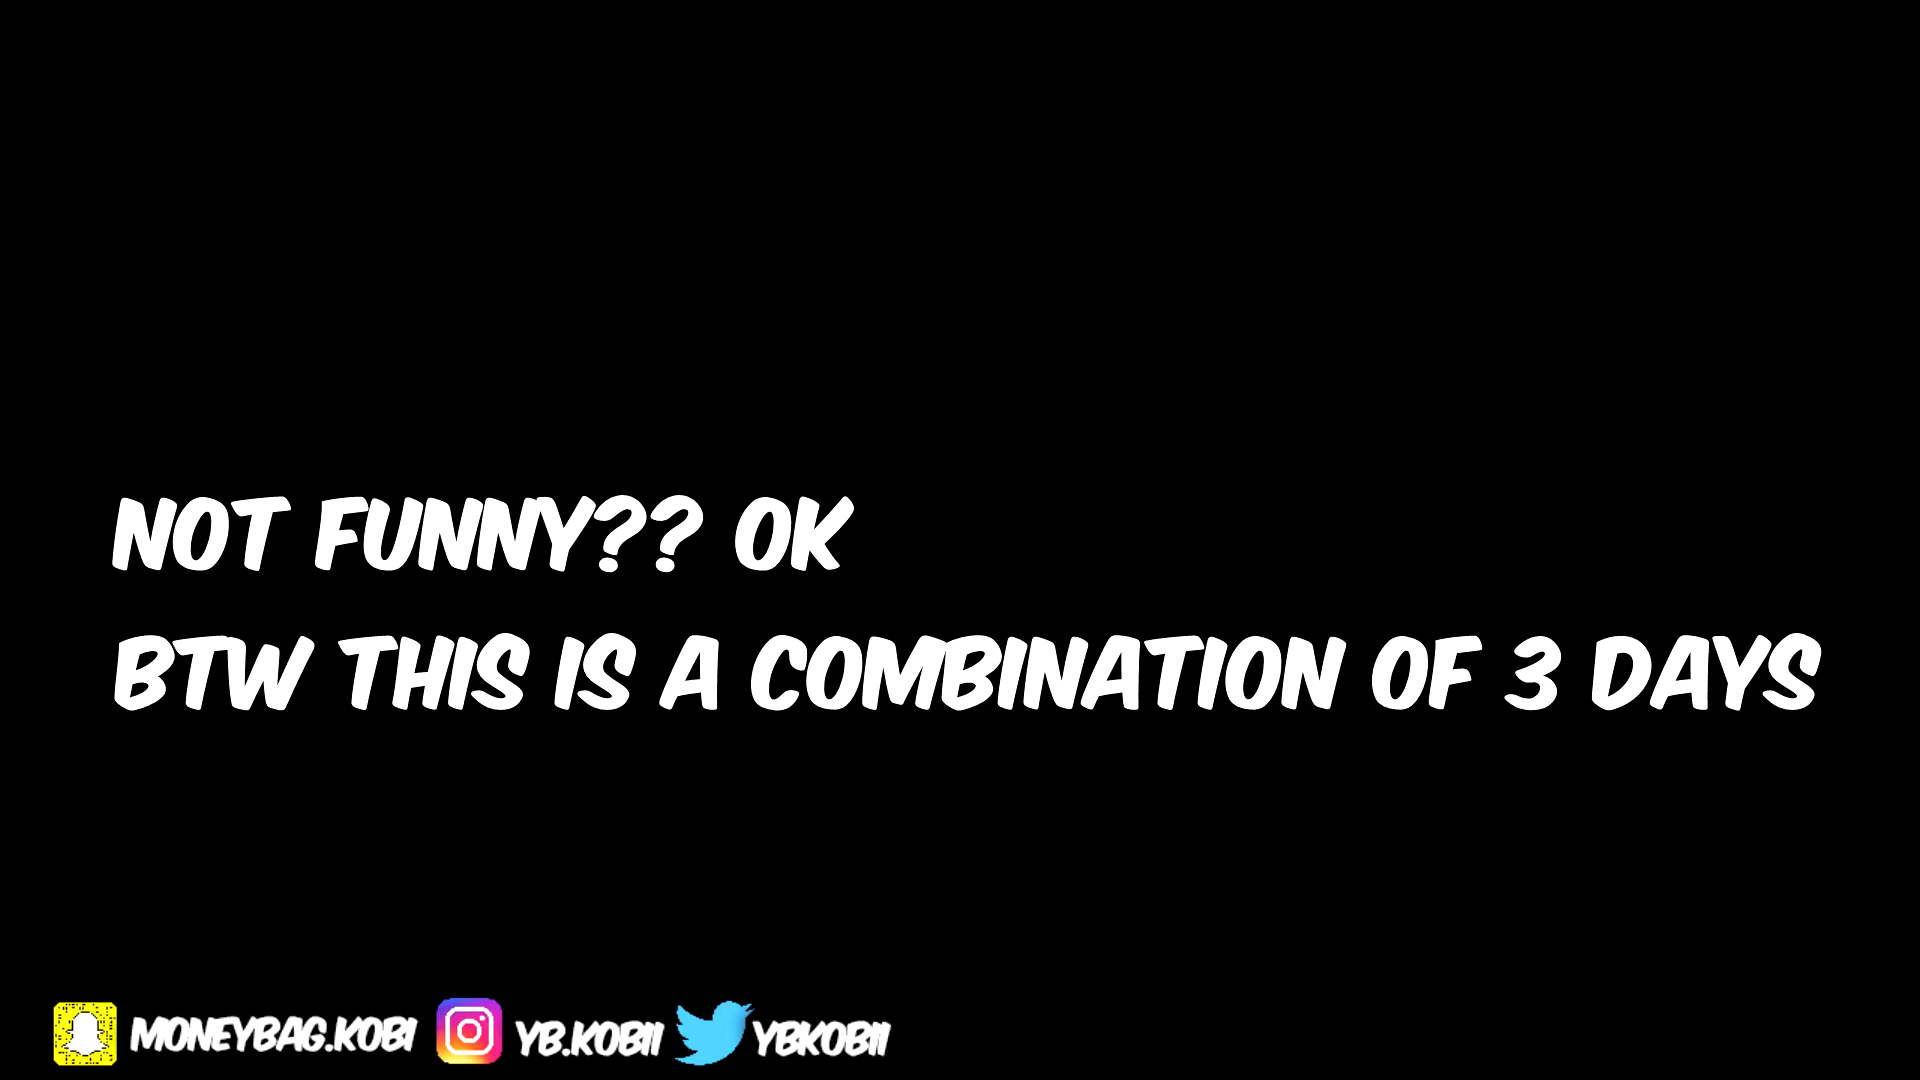 NOT FUNNY?? OK
BTW THIS IS A COMBINATION OF 3 DAYS
MONEYBAG.KOBI YB.KOBII YBKOBII